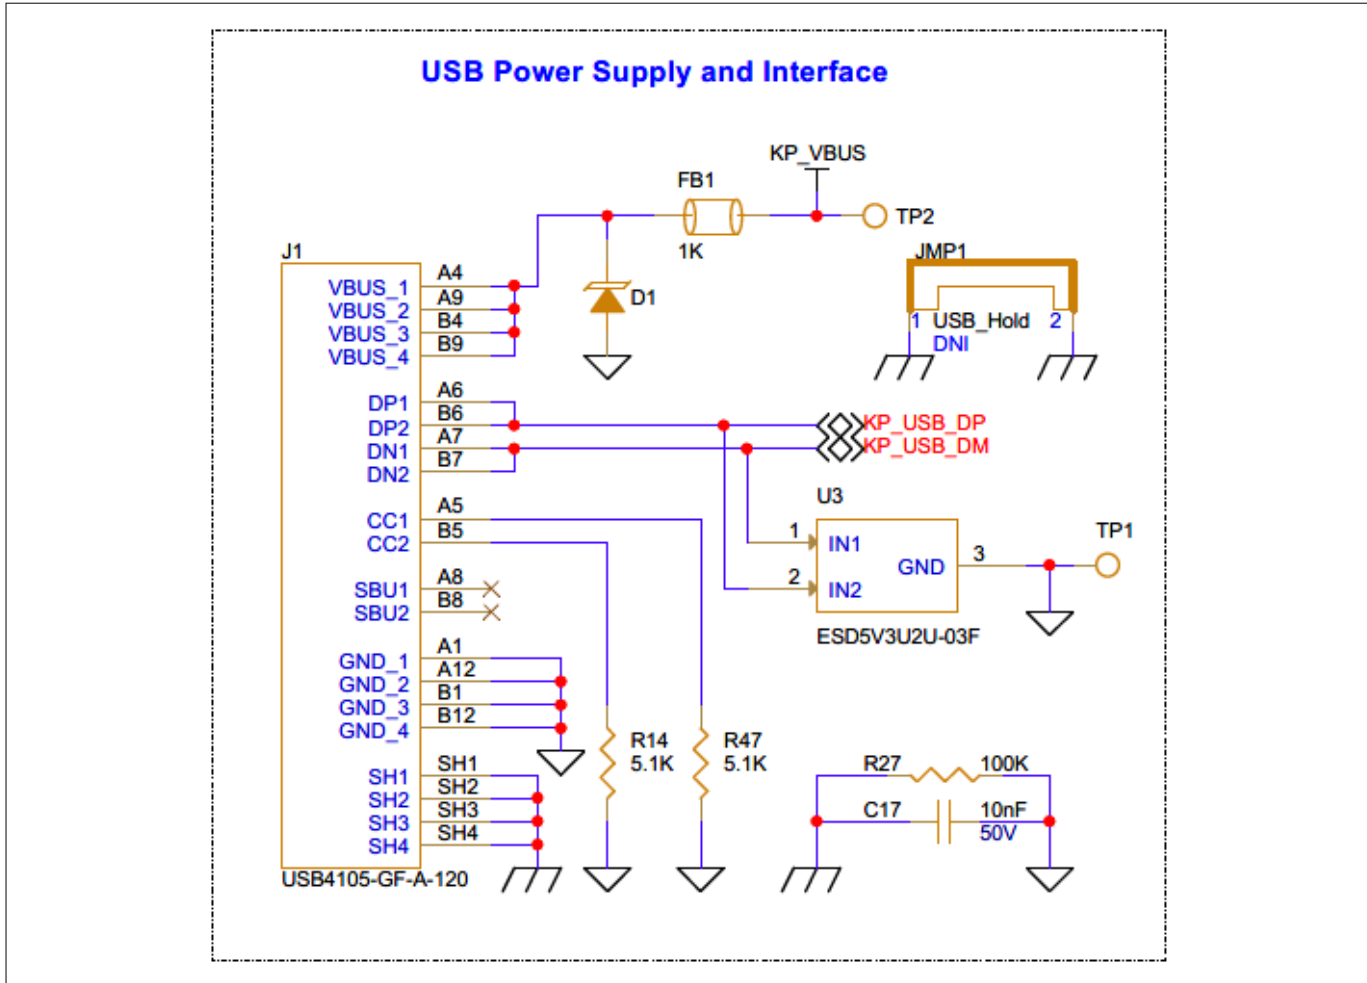 USB Power Supply and Interface
KP_VBUS
FB1
TP2
1K
J1
JMP1
VBUS_1 A4
VBUS_2 A9
VBUS_3 B4
VBUS_4 B9
D1
1 USB_Hold 2
DNI
DP1 A6
DP2 B6
DN1 A7
DN2 B7
KP_USB_DP
KP_USB_DM
U3
CC1 A5
CC2 B5
1 IN1
2 IN2
GND 3
TP1
ESD5V3U2U-03F
SBU1 A8
SBU2 B8
GND_1 A1
GND_2 A12
GND_3 B1
GND_4 B12
R14
5.1K
R47
5.1K
SH1 SH1
SH2 SH2
SH3 SH3
SH4 SH4
R27 100K
C17 10nF
50V
USB4105-GF-A-120